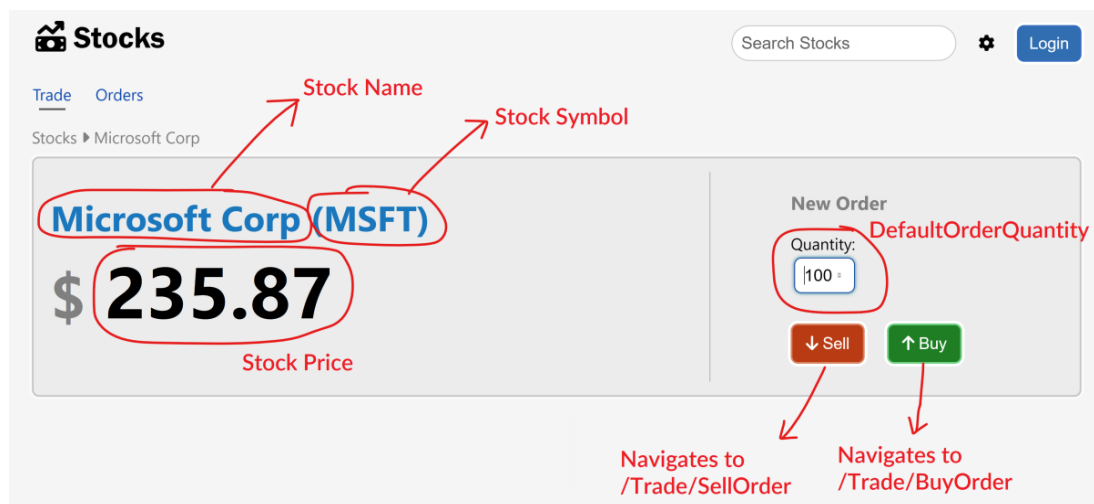 Stocks
Search Stocks
Login
Trade Orders
Stock Name
Stock Symbol
Stocks Microsoft Corp
Microsoft Corp (MSFT)
New Order
DefaultOrderQuantity
Quantity:
100
$ 235.87
Sell
Buy
Stock Price
Navigates to
/Trade/SellOrder
Navigates to
/Trade/BuyOrder